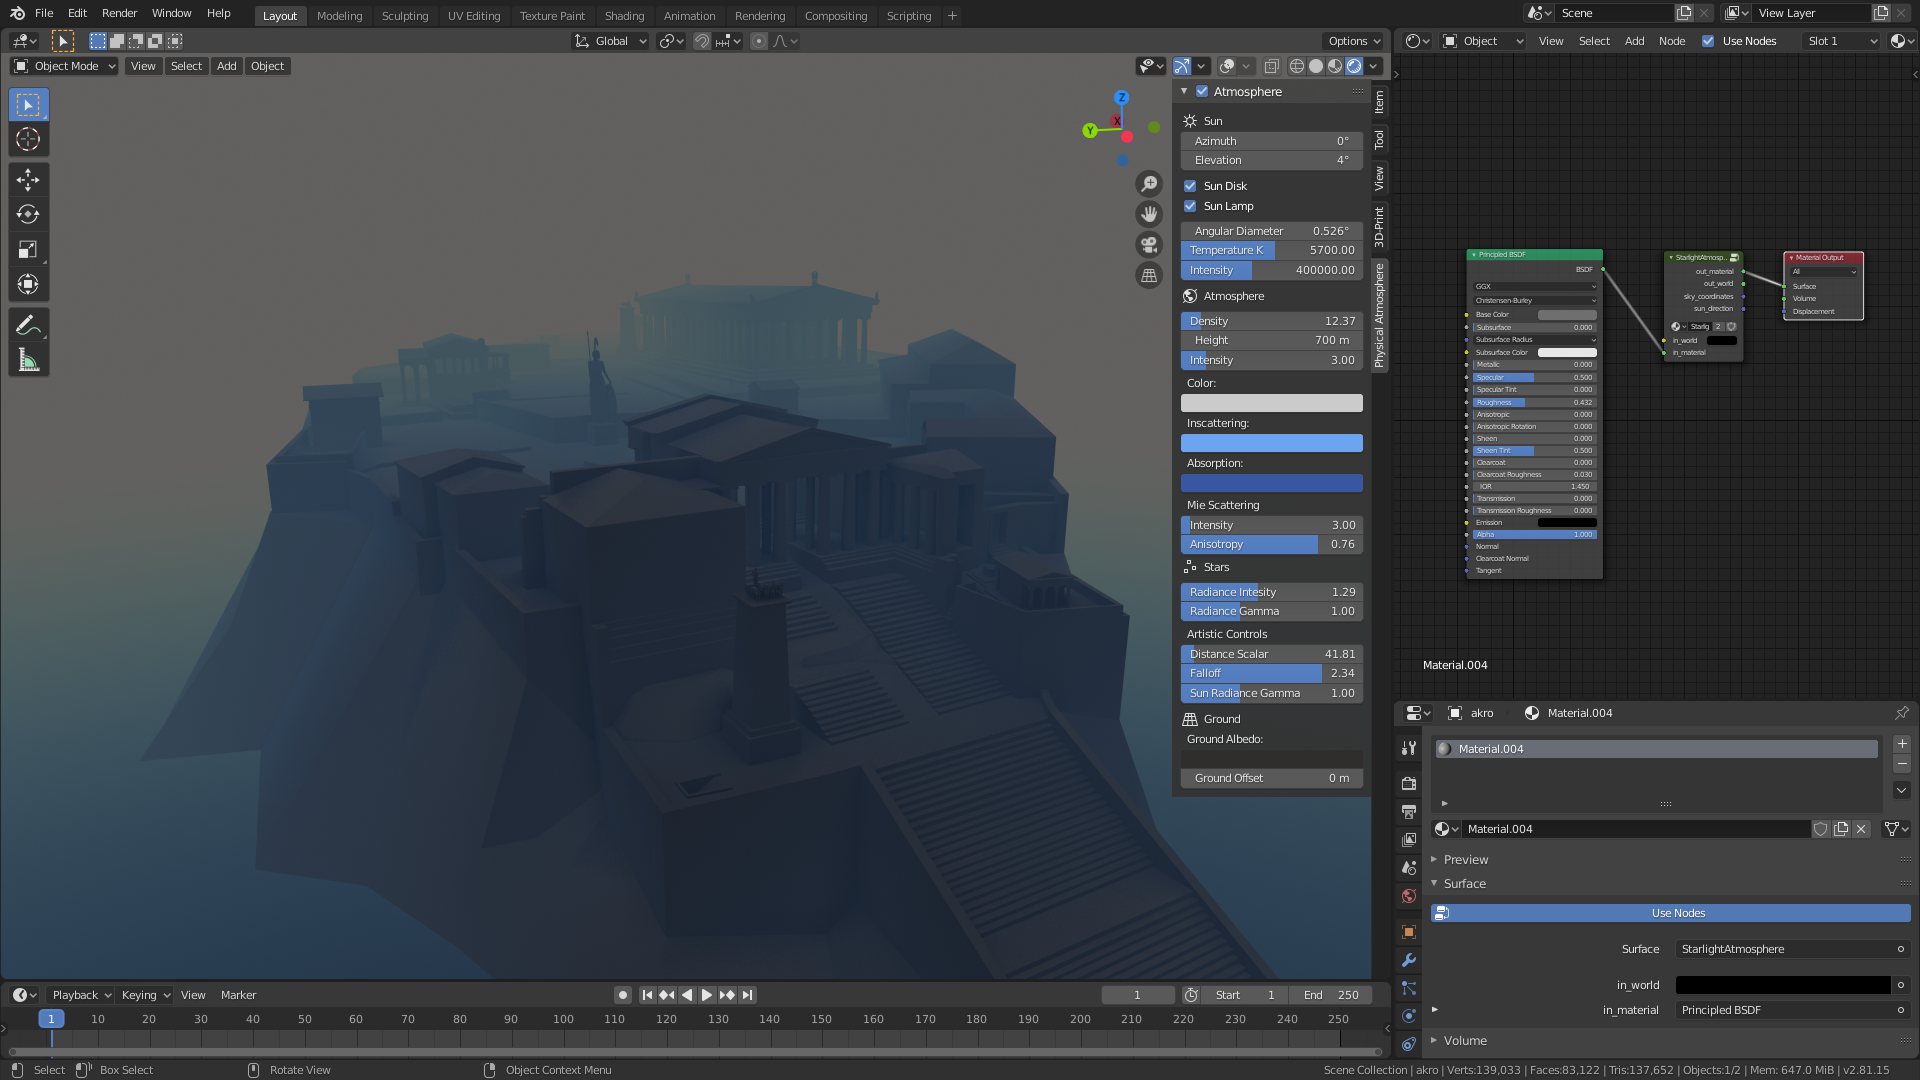 File Edit Render Window Help Layout Modeling Sculpting UV Editing Texture Paint Shading Animation Rendering Compositing Scripting + Scene View Layer
Global Options Object View Select Add Node Use Nodes Slot 1
Object Mode View Select Add Object
Z
Y
X
Item
Tool
View
3D-Print
Physical Atmosphere
Atmosphere
Sun
Azimuth 0°
Elevation 4°
Sun Disk
Sun Lamp
Angular Diameter 0.526°
Temperature K 5700.00
Intensity 400000.00
Atmosphere
Density 12.37
Height 700 m
Intensity 3.00
Color:
Inscattering:
Absorption:
Mie Scattering
Intensity 3.00
Anisotropy 0.76
Stars
Radiance Intesity 1.29
Radiance Gamma 1.00
Artistic Controls
Distance Scalar 41.81
Falloff 2.34
Sun Radiance Gamma 1.00
Ground
Ground Albedo:
Ground Offset 0 m
Principled BSDF
BSDF
GGX
Christensen-Burley
Base Color
Subsurface 0.000
Subsurface Radius
Subsurface Color
Metallic 0.000
Specular 0.500
Specular Tint 0.000
Roughness 0.432
Anisotropic 0.000
Anisotropic Rotation 0.000
Sheen 0.000
Sheen Tint 0.500
Clearcoat 0.000
Clearcoat Roughness 0.030
IOR 1.450
Transmission 0.000
Transmission Roughness 0.000
Emission
Alpha 1.000
Normal
Clearcoat Normal
Tangent
StarlightAtmosp..
out_material
out_world
sky_coordinates
sun_direction
Starlig 2
in_world
in_material
Material Output
All
Surface
Volume
Displacement
Material.004
akro Material.004
Material.004
Material.004
Preview
Surface
Use Nodes
Surface StarlightAtmosphere
in_world
in_material Principled BSDF
Volume
Playback Keying View Marker 1 Start 1 End 250
1 10 20 30 40 50 60 70 80 90 100 110 120 130 140 150 160 170 180 190 200 210 220 230 240 250
Select Box Select Rotate View Object Context Menu Scene Collection | akro | Verts:139,033 | Faces:83,122 | Tris:137,652 | Objects:1/2 | Mem: 647.0 MiB | v2.81.15